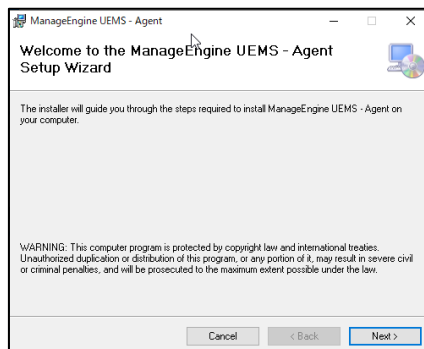 ManageEngine UEMS - Agent
Welcome to the ManageEngine UEMS - Agent
Setup Wizard
The installer will guide you through the steps required to install ManageEngine UEMS - Agent on
your computer.
WARNING: This computer program is protected by copyright law and international treaties.
Unauthorized duplication or distribution of this program, or any portion of it, may result in severe civil
or criminal penalties, and will be prosecuted to the maximum extent possible under the law.
Cancel < Back Next >